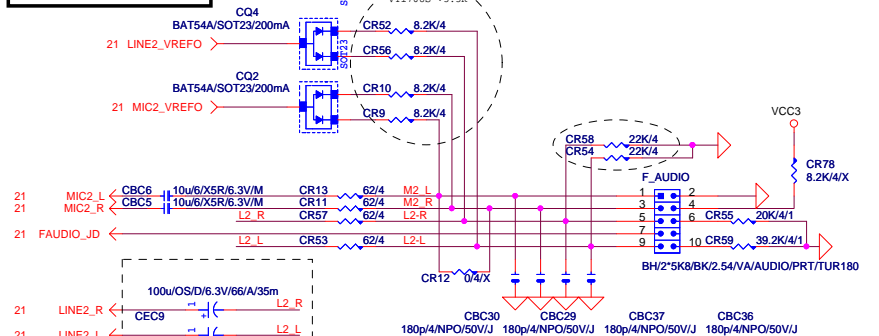 CQ4
BAT54A/SOT23/200mA
21 LINE2_VREFO
SOT23
CR52 8.2K/4
CR56 8.2K/4
CQ2
BAT54A/SOT23/200mA
21 MIC2_VREFO
CR10 8.2K/4
CR9 8.2K/4
VCC3
CR58 22K/4
CR54 22K/4
CR78
8.2K/4/X
F_AUDIO
21 MIC2_L CBC6 10u/6/X5R/6.3V/M CR13 62/4 M2_L 1 2
21 MIC2_R CBC5 10u/6/X5R/6.3V/M CR11 62/4 M2_R 3 4
L2_R CR57 62/4 L2-R 5 6 CR55 20K/4/1
21 FAUDIO_JD 7
L2_L CR53 62/4 L2-L 9 10 CR59 39.2K/4/1
BH/2*5K8/BK/2.54/VA/AUDIO/PRT/TUR180
CR12 0/4/X
100u/OS/D/6.3V/66/A/35m
21 LINE2_R 1 + L2_R
CEC9
CBC30 CBC29 CBC37 CBC36
180p/4/NPO/50V/J 180p/4/NPO/50V/J 180p/4/NPO/50V/J 180p/4/NPO/50V/J
21 LINE2_L 1 L2_L